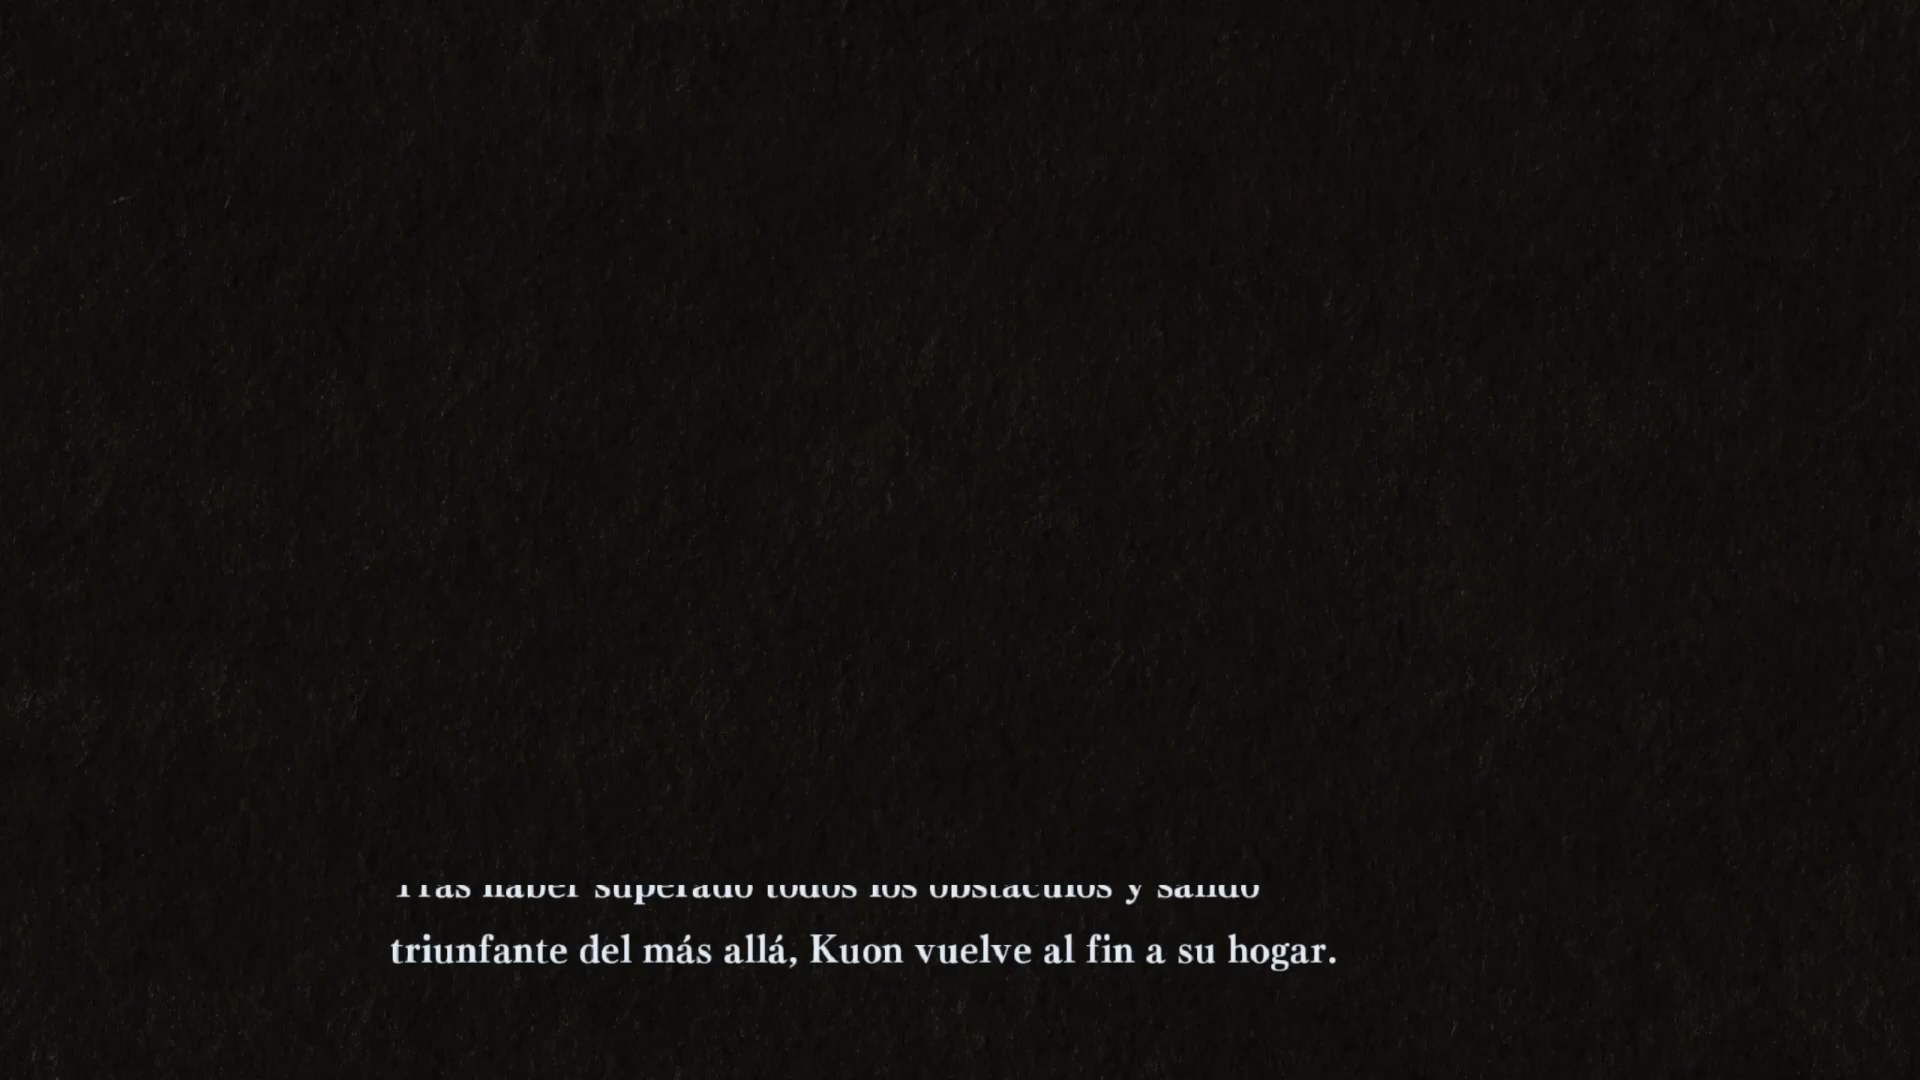 Tras haber superado todos los obstáculos y salido
triunfante del más allá, Kuon vuelve al fin a su hogar.